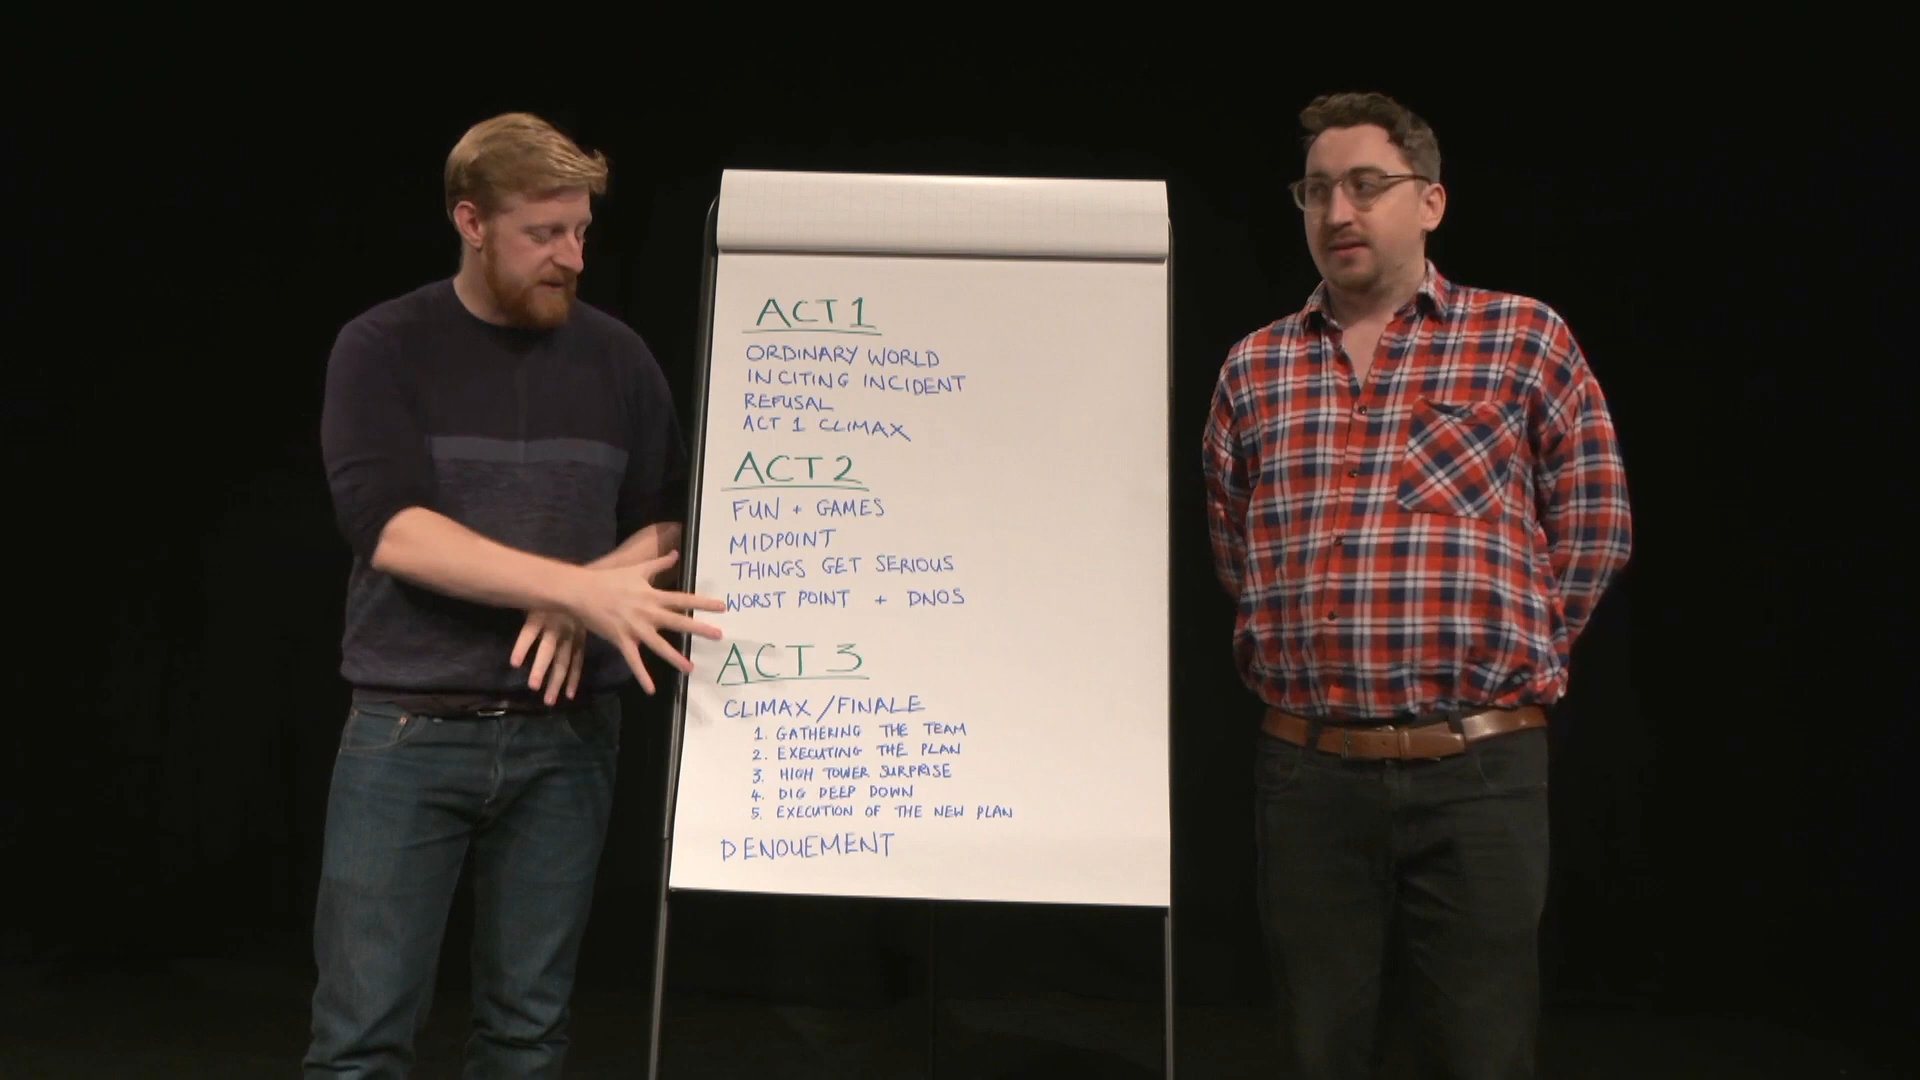 ACT 1
ORDINARY WORLD
INCITING INCIDENT
REFUSAL
ACT 1 CLIMAX
ACT 2
FUN + GAMES
MIDPOINT
THINGS GET SERIOUS
WORST POINT + DNOS
ACT 3
CLIMAX/FINALE
1. GATHERING THE TEAM
2. EXECUTING THE PLAN
3. HIGH TOWER SURPRISE
4. DIG DEEP DOWN
5. EXECUTION OF THE NEW PLAN
DENOUEMENT